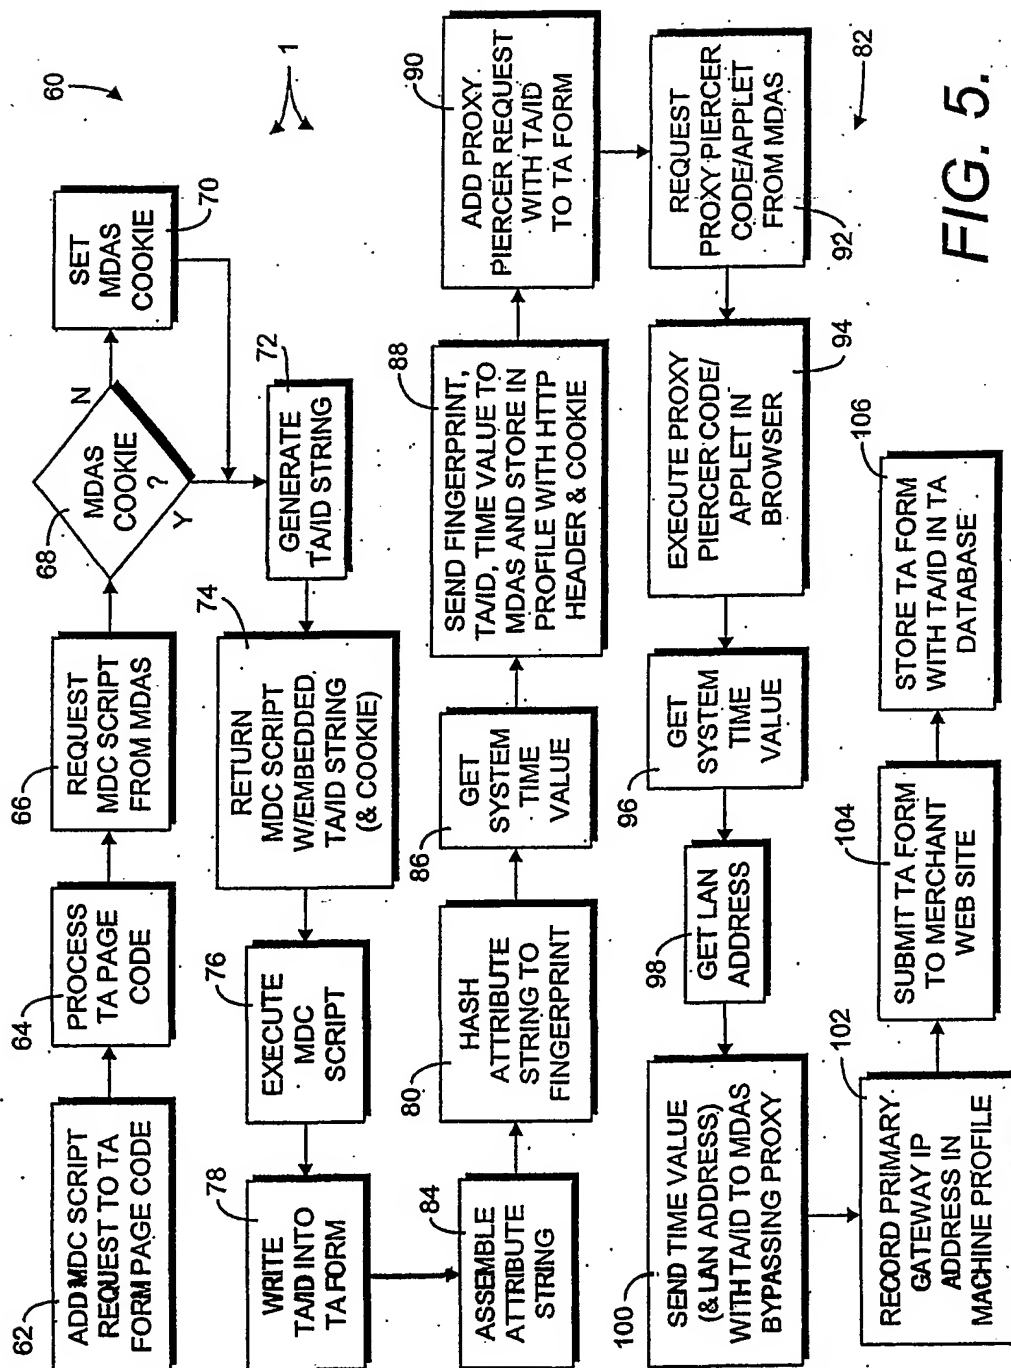 60
1
62
ADD MDC SCRIPT
REQUEST TO TA
FORM PAGE CODE
64
PROCESS
TA PAGE
CODE
66
REQUEST
MDC SCRIPT
FROM MDAS
68
MDAS
COOKIE
?
N
Y
70
SET
MDAS
COOKIE
72
GENERATE
TA/ID STRING
74
RETURN
MDC SCRIPT
W/EMBEDDED
TA/ID STRING
(& COOKIE)
76
EXECUTE
MDC
SCRIPT
78
WRITE
TA/ID INTO
TA FORM
84
ASSEMBLE
ATTRIBUTE
STRING
80
HASH
ATTRIBUTE
STRING TO
FINGERPRINT
86
GET
SYSTEM
TIME
VALUE
88
SEND FINGERPRINT,
TA/ID, TIME VALUE TO
MDAS AND STORE IN
PROFILE WITH HTTP
HEADER & COOKIE
90
ADD PROXY
PIERCER REQUEST
WITH TA/ID
TO TA FORM
92
REQUEST
PROXY PIERCER
CODE/APPLET
FROM MDAS
94
EXECUTE PROXY
PIERCER CODE/
APPLET IN
BROWSER
96
GET
SYSTEM
TIME
VALUE
98
GET LAN
ADDRESS
100
SEND TIME VALUE
(& LAN ADDRESS)
WITH TA/ID TO MDAS
BYPASSING PROXY
102
RECORD PRIMARY
GATEWAY IP
ADDRESS IN
MACHINE PROFILE
104
SUBMIT TA FORM
TO MERCHANT
WEB SITE
106
STORE TA FORM
WITH TA/ID IN TA
DATABASE
82
FIG. 5.